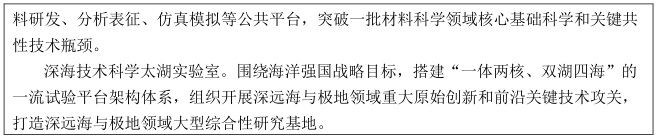 料研发、分析表征、仿真模拟等公共平台，突破一批材料科学领域核心基础科学和关键共
性技术瓶颈。
深海技术科学太湖实验室。围绕海洋强国战略目标，搭建“一体两核、双湖四海”的
一流试验平台架构体系，组织开展深远海与极地领域重大原始创新和前沿关键技术攻关，
打造深远海与极地领域大型综合性研究基地。